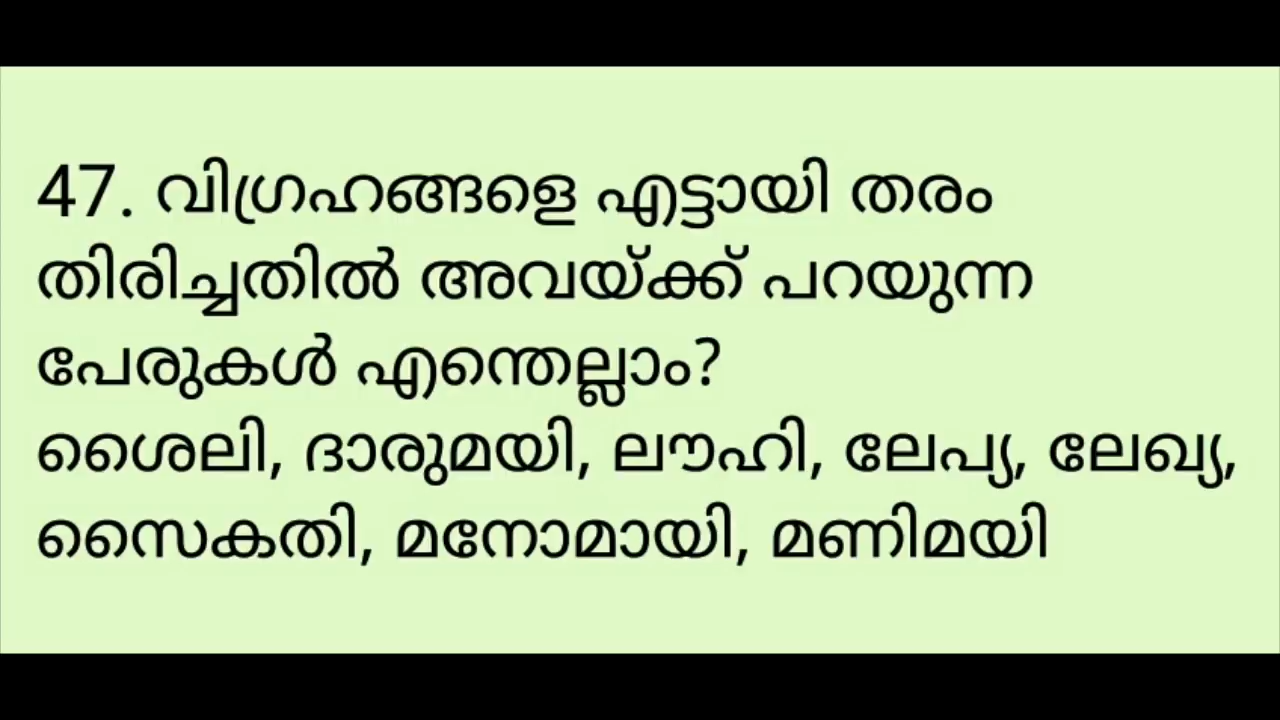 47. വിഗ്രഹങ്ങളെ എട്ടായി തരം
തിരിച്ചതിൽ അവയ്ക്ക് പറയുന്ന
പേരുകൾ എന്തെല്ലാം?
ശൈലി, ദാരുമയി, ലൗഹി, ലേപ്യ, ലേഖ്യ,
സൈകതി, മനോമായി, മണിമയി